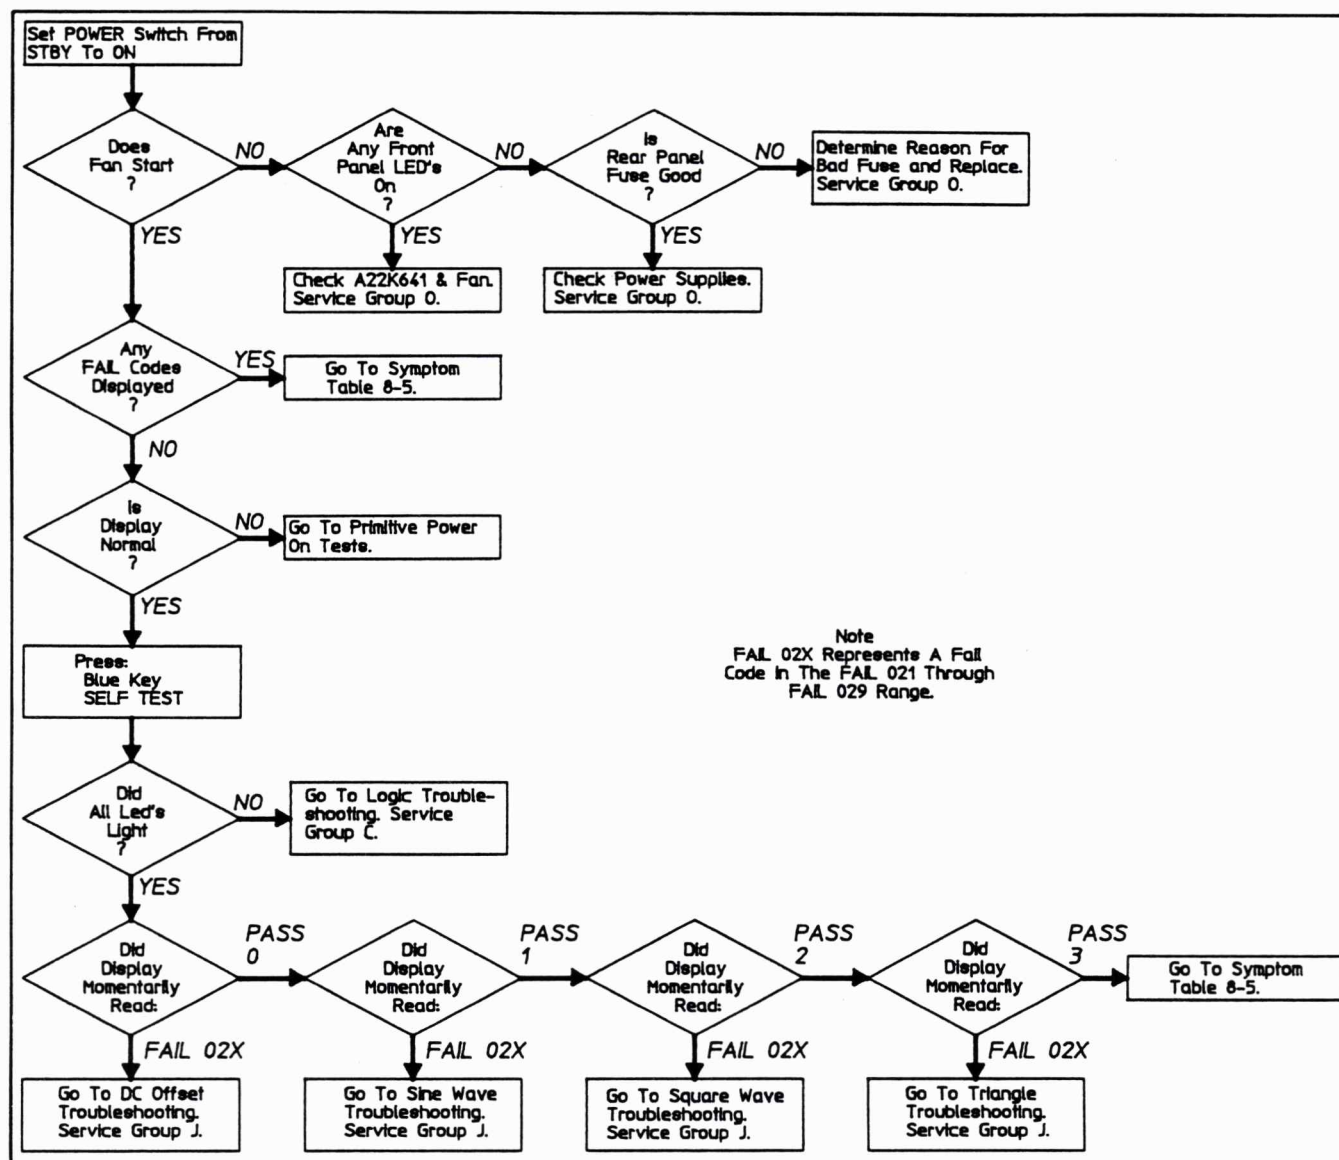 Set POWER Switch From
STBY To ON
Does
Fan Start
?
NO
Are
Any Front
Panel LED's
On
?
NO
Is
Rear Panel
Fuse Good
?
NO
Determine Reason For
Bad Fuse and Replace.
Service Group O.
YES
YES
YES
Check A22K641 & Fan.
Service Group O.
Check Power Supplies.
Service Group O.
Any
FAIL Codes
Displayed
?
YES
Go To Symptom
Table 8-5.
NO
Is
Display
Normal
?
NO
Go To Primitive Power
On Tests.
YES
Press:
Blue Key
SELF TEST
Note
FAIL 02X Represents A Fail
Code In The FAIL 021 Through
FAIL 029 Range.
Did
All Led's
Light
?
NO
Go To Logic Trouble-
shooting. Service
Group C.
YES
Did
Display
Momentarily
Read:
PASS
0
Did
Display
Momentarily
Read:
PASS
1
Did
Display
Momentarily
Read:
PASS
2
Did
Display
Momentarily
Read:
PASS
3
Go To Symptom
Table 8-5.
FAIL 02X
FAIL 02X
FAIL 02X
FAIL 02X
Go To DC Offset
Troubleshooting.
Service Group J.
Go To Sine Wave
Troubleshooting.
Service Group J.
Go To Square Wave
Troubleshooting.
Service Group J.
Go To Triangle
Troubleshooting.
Service Group J.